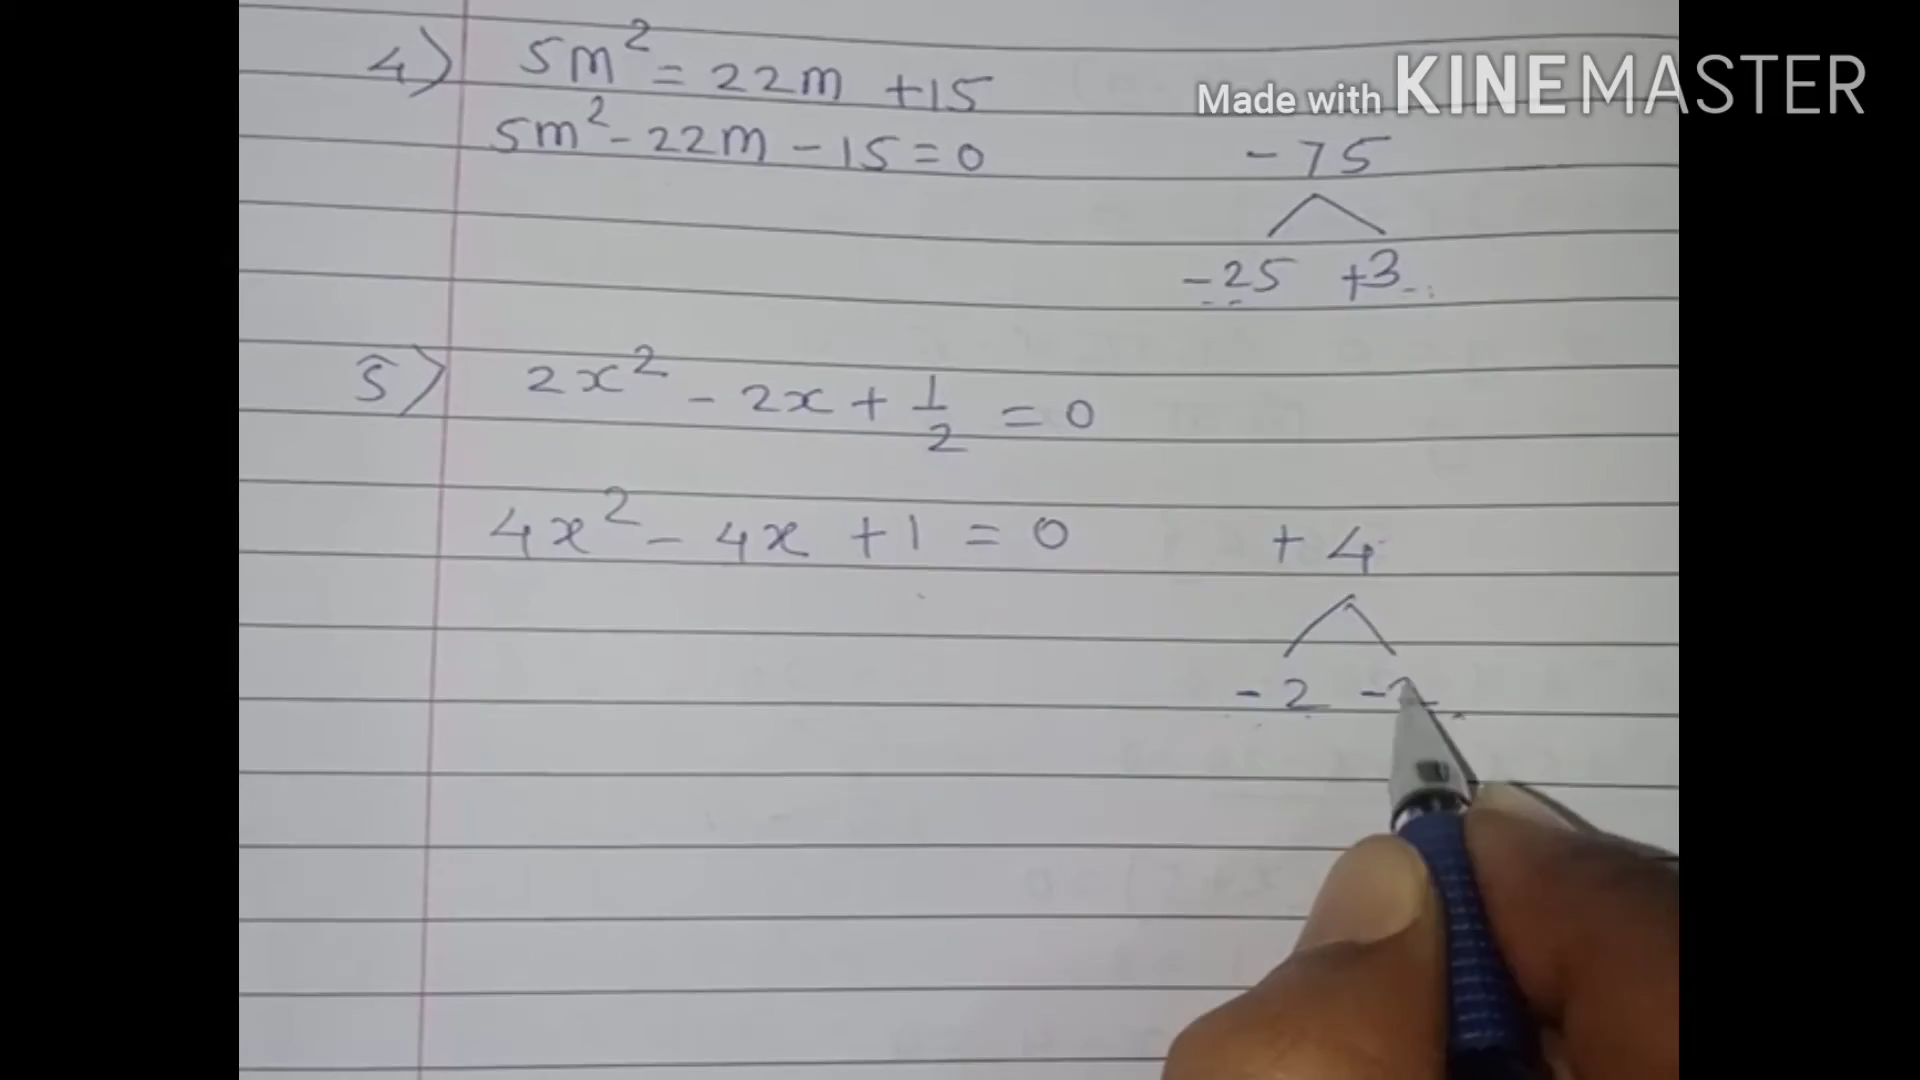 Made with KINEMASTER
4) 5m² = 22m +15
5m² - 22m - 15 = 0
- 75
-25 +3
5) 2x² - 2x + 1/2 = 0
4x² - 4x + 1 = 0
+ 4
- 2 -2